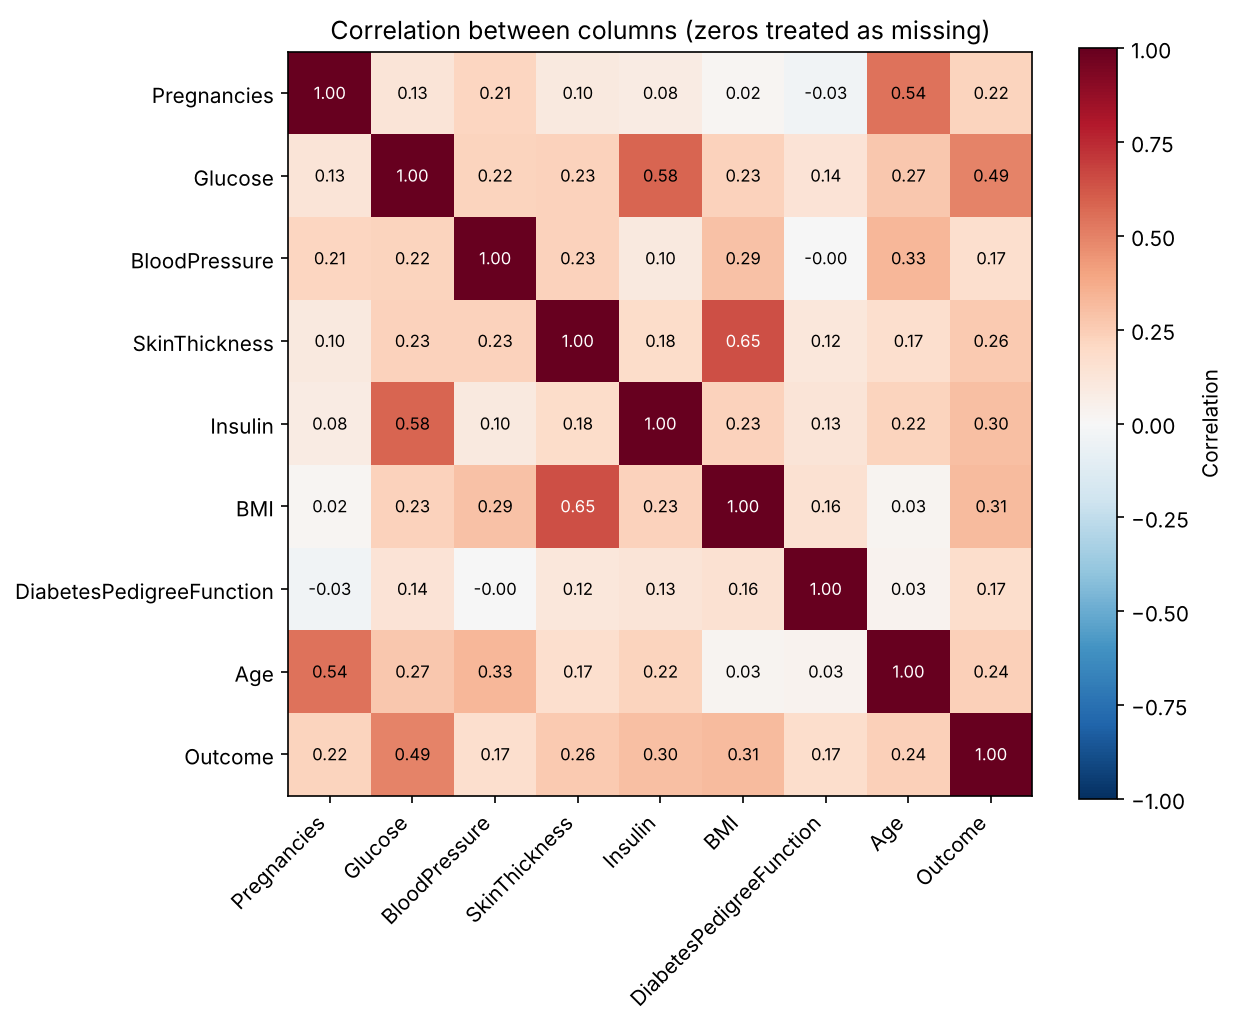 Correlation between columns (zeros treated as missing)
Pregnancies 1.00 0.13 0.21 0.10 0.08 0.02 -0.03 0.54 0.22
Glucose 0.13 1.00 0.22 0.23 0.58 0.23 0.14 0.27 0.49
BloodPressure 0.21 0.22 1.00 0.23 0.10 0.29 -0.00 0.33 0.17
SkinThickness 0.10 0.23 0.23 1.00 0.18 0.65 0.12 0.17 0.26
Insulin 0.08 0.58 0.10 0.18 1.00 0.23 0.13 0.22 0.30
BMI 0.02 0.23 0.29 0.65 0.23 1.00 0.16 0.03 0.31
DiabetesPedigreeFunction -0.03 0.14 -0.00 0.12 0.13 0.16 1.00 0.03 0.17
Age 0.54 0.27 0.33 0.17 0.22 0.03 0.03 1.00 0.24
Outcome 0.22 0.49 0.17 0.26 0.30 0.31 0.17 0.24 1.00
Pregnancies
Glucose
BloodPressure
SkinThickness
Insulin
BMI
DiabetesPedigreeFunction
Age
Outcome
1.00
0.75
0.50
0.25
0.00
−0.25
−0.50
−0.75
−1.00
Correlation